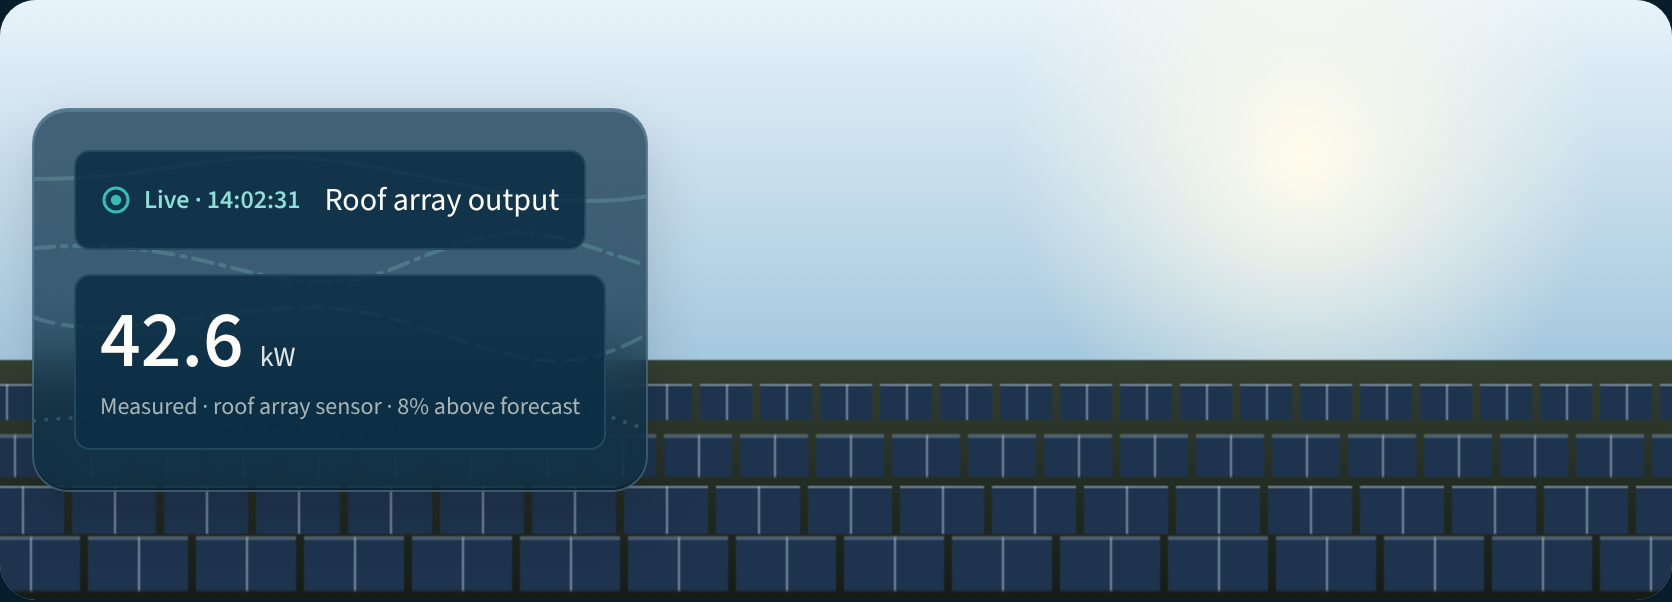 Live · 14:02:31 Roof array output
42.6 kW
Measured · roof array sensor · 8% above forecast